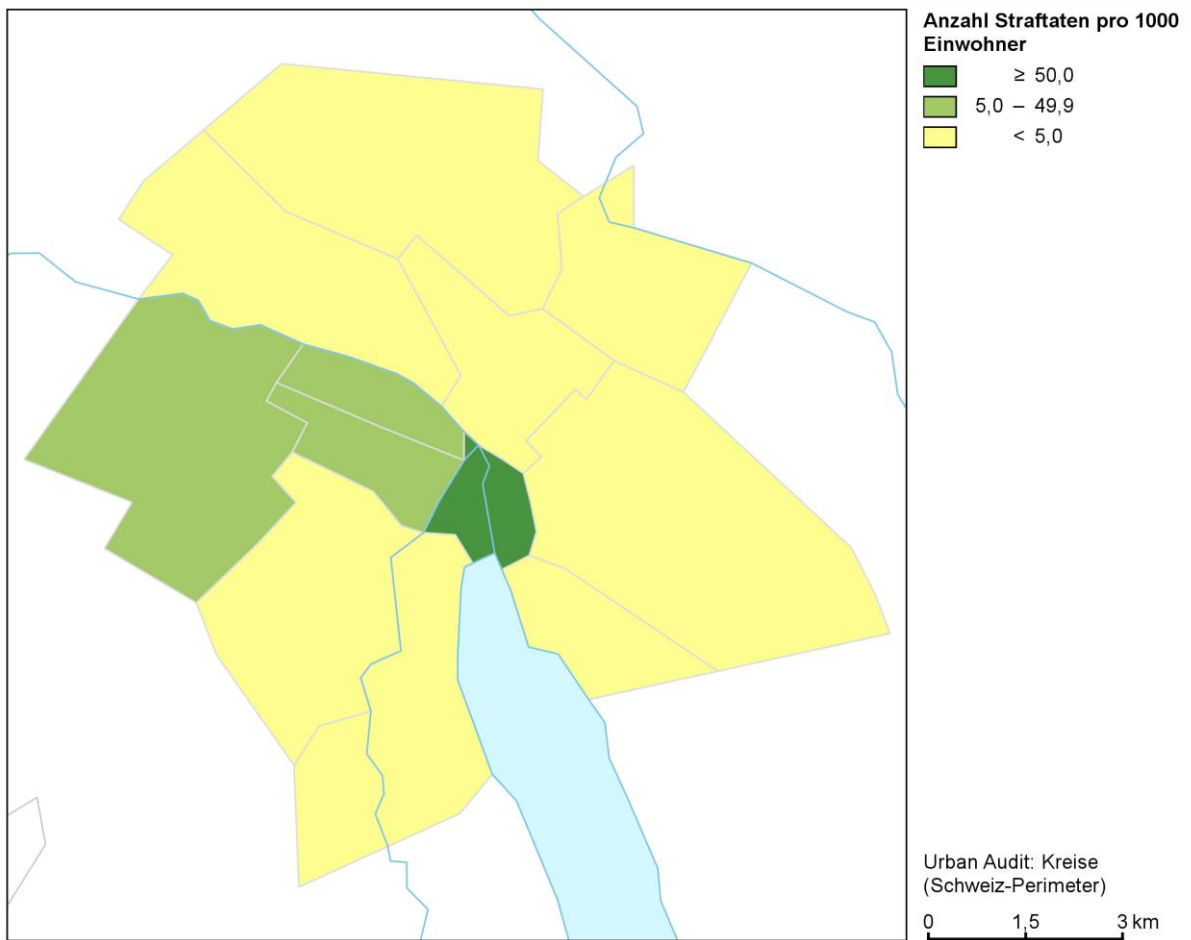 Anzahl Straftaten pro 1000
Einwohner
≥ 50,0
5,0 – 49,9
< 5,0
Urban Audit: Kreise
(Schweiz-Perimeter)
0 1,5 3 km